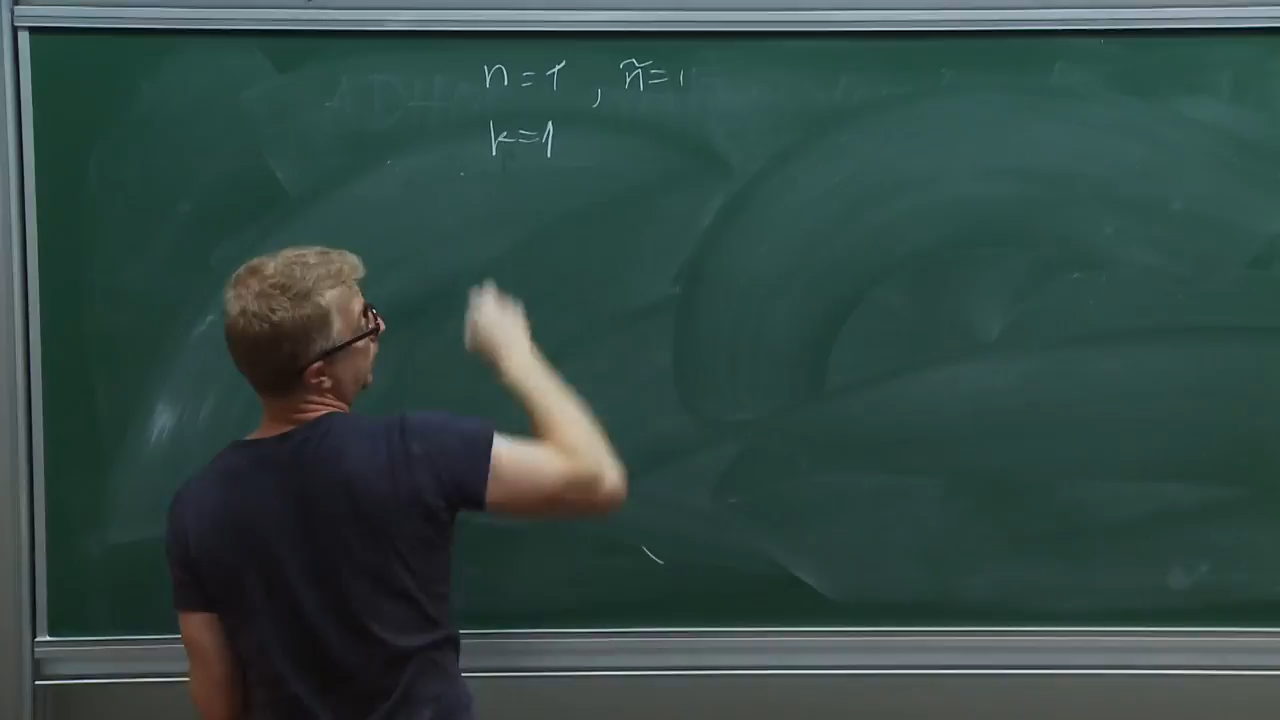 n = 1 , ñ = 1
k = 1